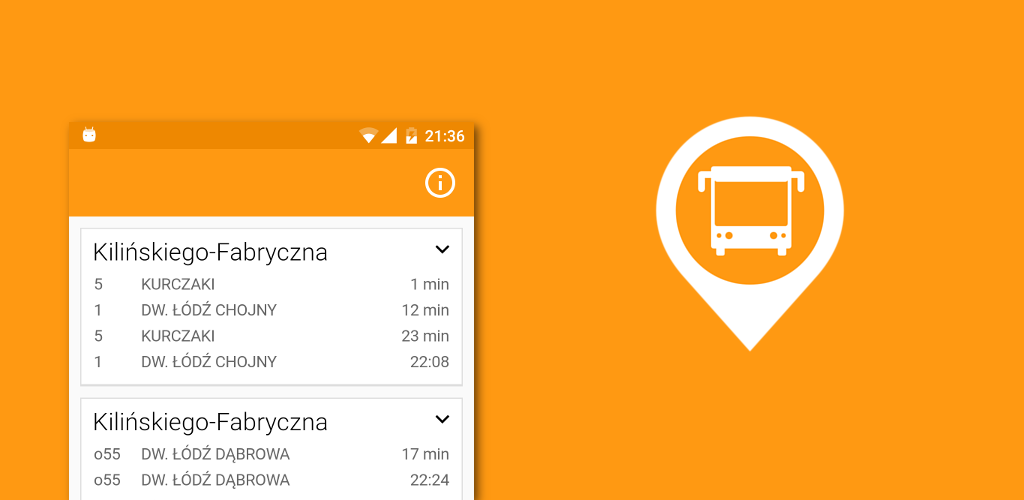 21:36
Kilińskiego-Fabryczna
5 KURCZAKI 1 min
1 DW. ŁÓDŹ CHOJNY 12 min
5 KURCZAKI 23 min
1 DW. ŁÓDŹ CHOJNY 22:08
Kilińskiego-Fabryczna
o55 DW. ŁÓDŹ DĄBROWA 17 min
o55 DW. ŁÓDŹ DĄBROWA 22:24